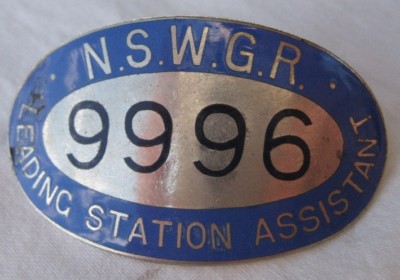 · N.S.W.G.R. ·
9996
LEADING STATION ASSISTANT